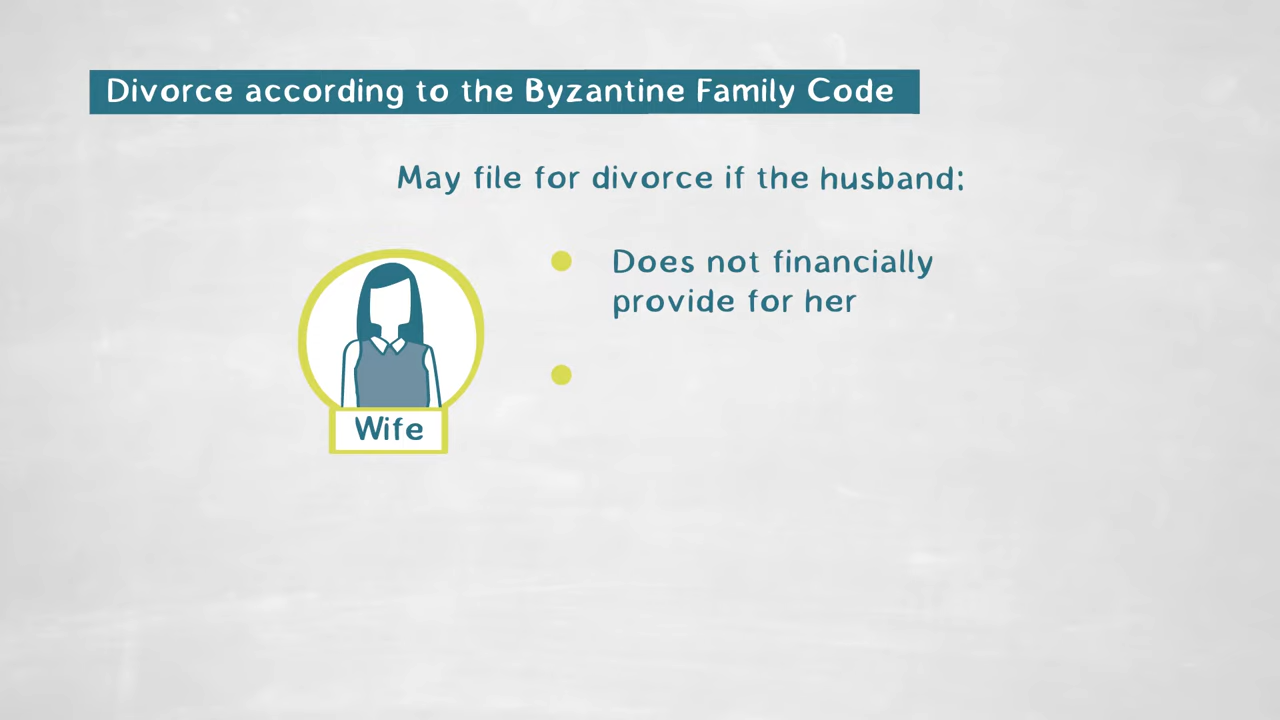 Divorce according to the Byzantine Family Code
May file for divorce if the husband:
Does not financially
provide for her
Wife